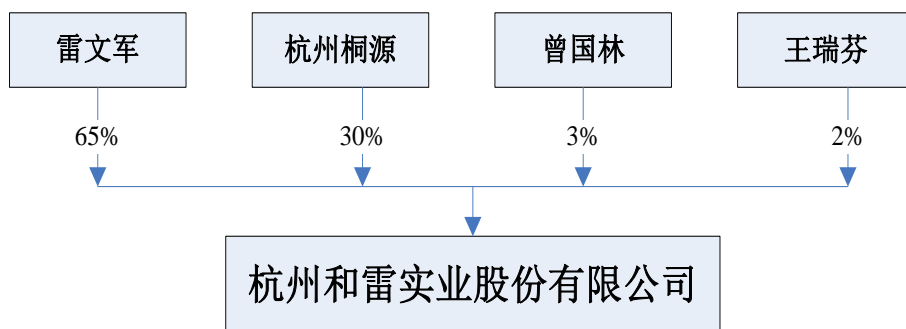 雷文军
杭州桐源
曾国林
王瑞芬
65%
30%
3%
2%
杭州和雷实业股份有限公司